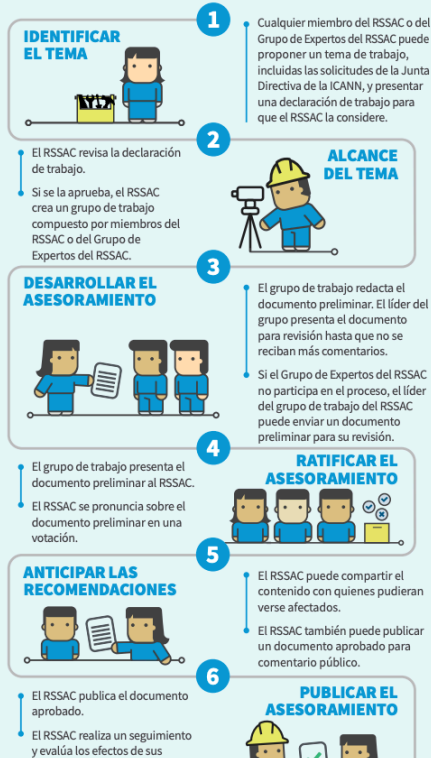 1
IDENTIFICAR
EL TEMA
Cualquier miembro del RSSAC o del
Grupo de Expertos del RSSAC puede
proponer un tema de trabajo,
incluidas las solicitudes de la Junta
Directiva de la ICANN, y presentar
una declaración de trabajo para
que el RSSAC la considere.
2
ALCANCE
DEL TEMA
El RSSAC revisa la declaración
de trabajo.
Si se la aprueba, el RSSAC
crea un grupo de trabajo
compuesto por miembros del
RSSAC o del Grupo de
Expertos del RSSAC.
3
DESARROLLAR EL
ASESORAMIENTO
El grupo de trabajo redacta el
documento preliminar. El líder del
grupo presenta el documento
para revisión hasta que no se
reciban más comentarios.
Si el Grupo de Expertos del RSSAC
no participa en el proceso, el líder
del grupo de trabajo del RSSAC
puede enviar un documento
preliminar para su revisión.
4
RATIFICAR EL
ASESORAMIENTO
El grupo de trabajo presenta el
documento preliminar al RSSAC.
El RSSAC se pronuncia sobre el
documento preliminar en una
votación.
5
ANTICIPAR LAS
RECOMENDACIONES
El RSSAC puede compartir el
contenido con quienes pudieran
verse afectados.
El RSSAC también puede publicar
un documento aprobado para
comentario público.
6
PUBLICAR EL
ASESORAMIENTO
El RSSAC publica el documento
aprobado.
El RSSAC realiza un seguimiento
y evalúa los efectos de sus